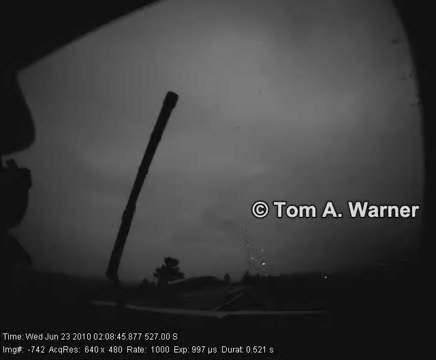 © Tom A. Warner
Time: Wed Jun 23 2010 02:08:45.877 527.00 S
Img#: -742 AcqRes: 640 x 480 Rate: 1000 Exp: 997 µs Durat: 0.521 s